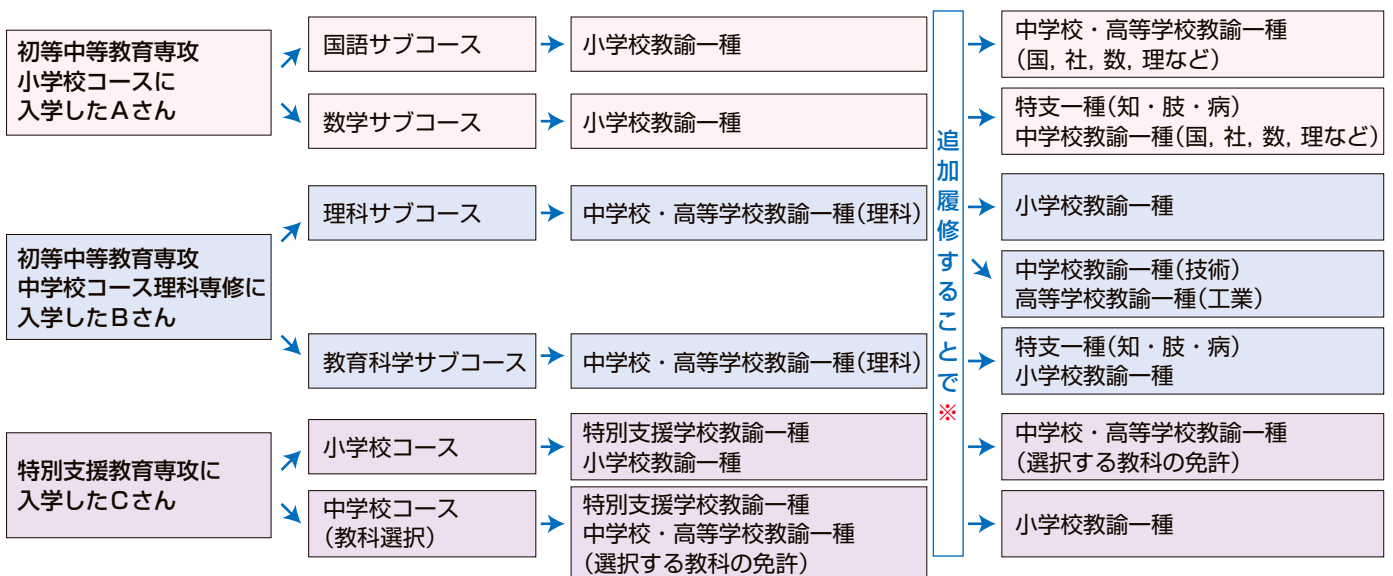 初等中等教育専攻
小学校コースに
入学したAさん
国語サブコース
小学校教諭一種
中学校・高等学校教諭一種
(国, 社, 数, 理など)
数学サブコース
小学校教諭一種
特支一種(知・肢・病)
中学校教諭一種(国, 社, 数, 理など)
追加履修することで※
初等中等教育専攻
中学校コース理科専修に
入学したBさん
理科サブコース
中学校・高等学校教諭一種(理科)
小学校教諭一種
中学校教諭一種(技術)
高等学校教諭一種(工業)
教育科学サブコース
中学校・高等学校教諭一種(理科)
特支一種(知・肢・病)
小学校教諭一種
特別支援教育専攻に
入学したCさん
小学校コース
特別支援学校教諭一種
小学校教諭一種
中学校・高等学校教諭一種
(選択する教科の免許)
中学校コース
(教科選択)
特別支援学校教諭一種
中学校・高等学校教諭一種
(選択する教科の免許)
小学校教諭一種